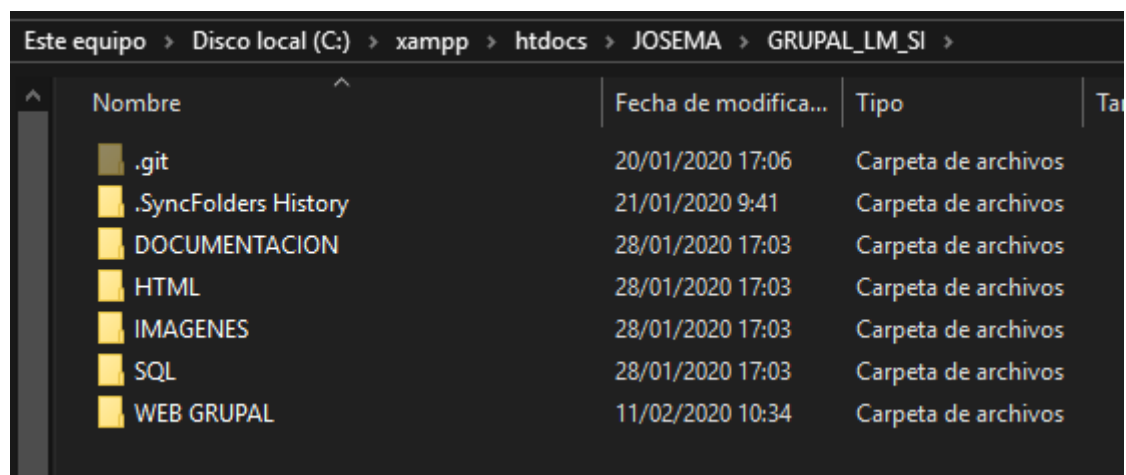 Este equipo > Disco local (C:) > xampp > htdocs > JOSEMA > GRUPAL_LM_SI >
Nombre Fecha de modifica... Tipo Tar
.git 20/01/2020 17:06 Carpeta de archivos
.SyncFolders History 21/01/2020 9:41 Carpeta de archivos
DOCUMENTACION 28/01/2020 17:03 Carpeta de archivos
HTML 28/01/2020 17:03 Carpeta de archivos
IMAGENES 28/01/2020 17:03 Carpeta de archivos
SQL 28/01/2020 17:03 Carpeta de archivos
WEB GRUPAL 11/02/2020 10:34 Carpeta de archivos